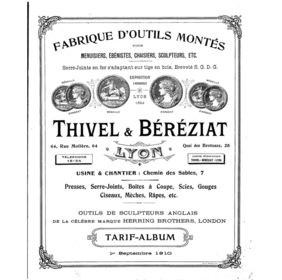 FABRIQUE D'OUTILS MONTÉS
POUR
MENUISIERS, ÉBÉNISTES, CHAISIERS, SCULPTEURS, ETC.
Serre-Joints en fer s'adaptant sur tige en bois, Breveté S. G. D. G.
EXPOSITION
LYON
THIVEL & BÉRÉZIAT
66, Rue Molière, 64
LYON
Quai des Brotteaux, 28
TÉLÉPHONE
USINE & CHANTIER : Chemin des Sables, 7
Presses, Serre-Joints, Boîtes à Coupe, Scies, Gouges
Ciseaux, Mèches, Râpes, etc.
OUTILS DE SCULPTEURS ANGLAIS
DE LA CÉLÈBRE MARQUE HERRING BROTHERS, LONDON
TARIF-ALBUM
1er Septembre 1910